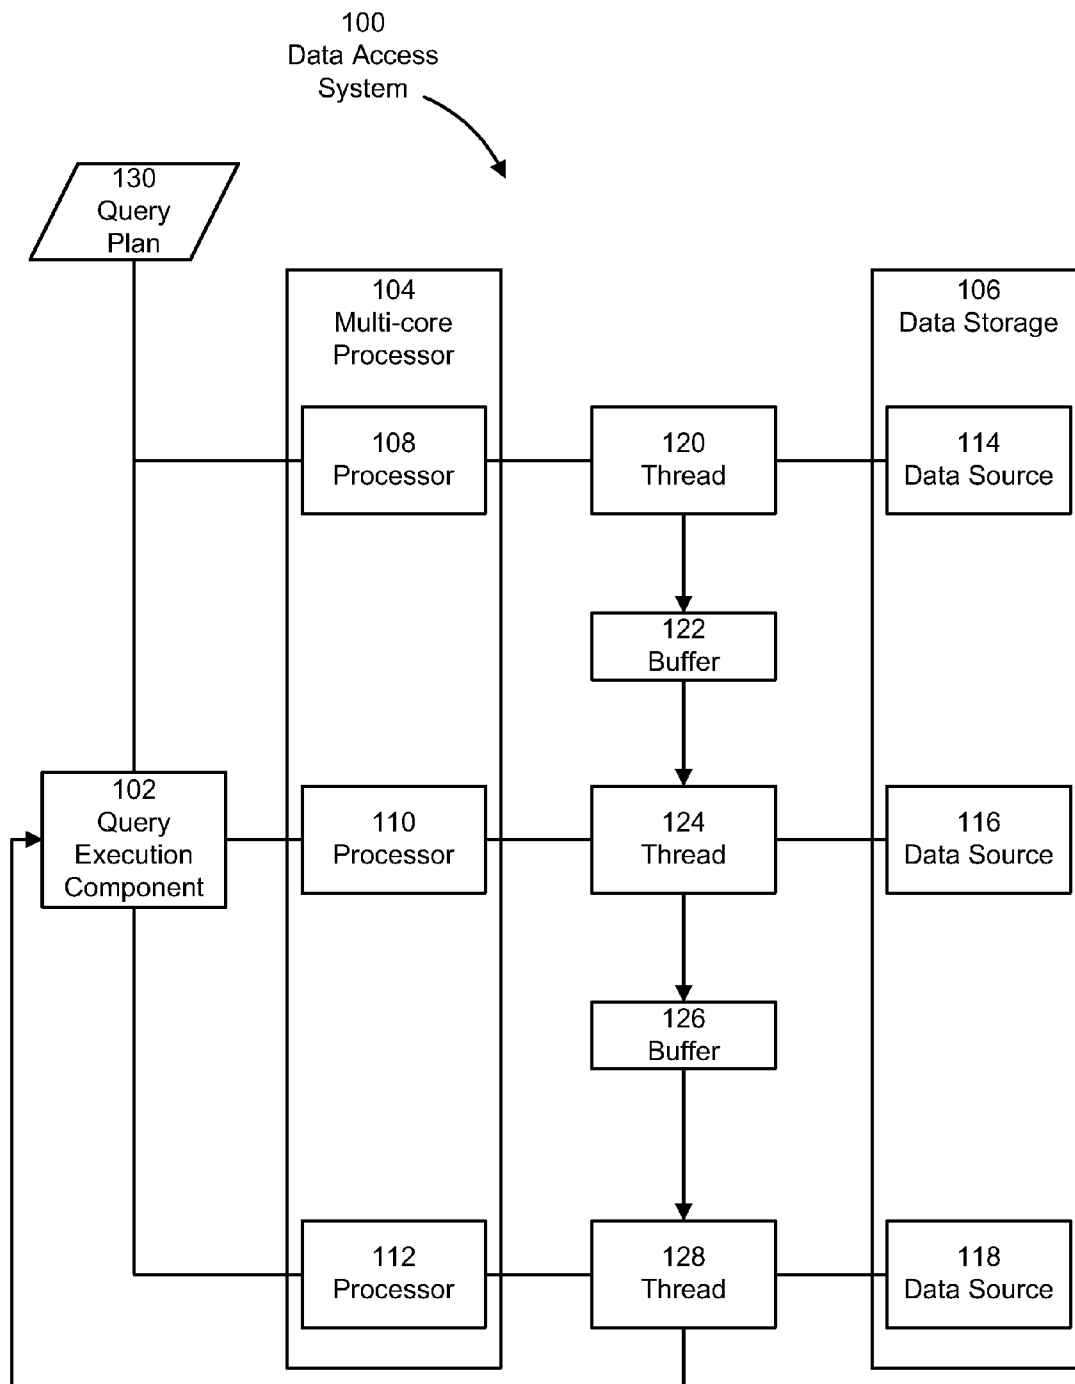 100
Data Access
System
130
Query
Plan
104
Multi-core
Processor
106
Data Storage
108
Processor
120
Thread
114
Data Source
122
Buffer
102
Query
Execution
Component
110
Processor
124
Thread
116
Data Source
126
Buffer
112
Processor
128
Thread
118
Data Source